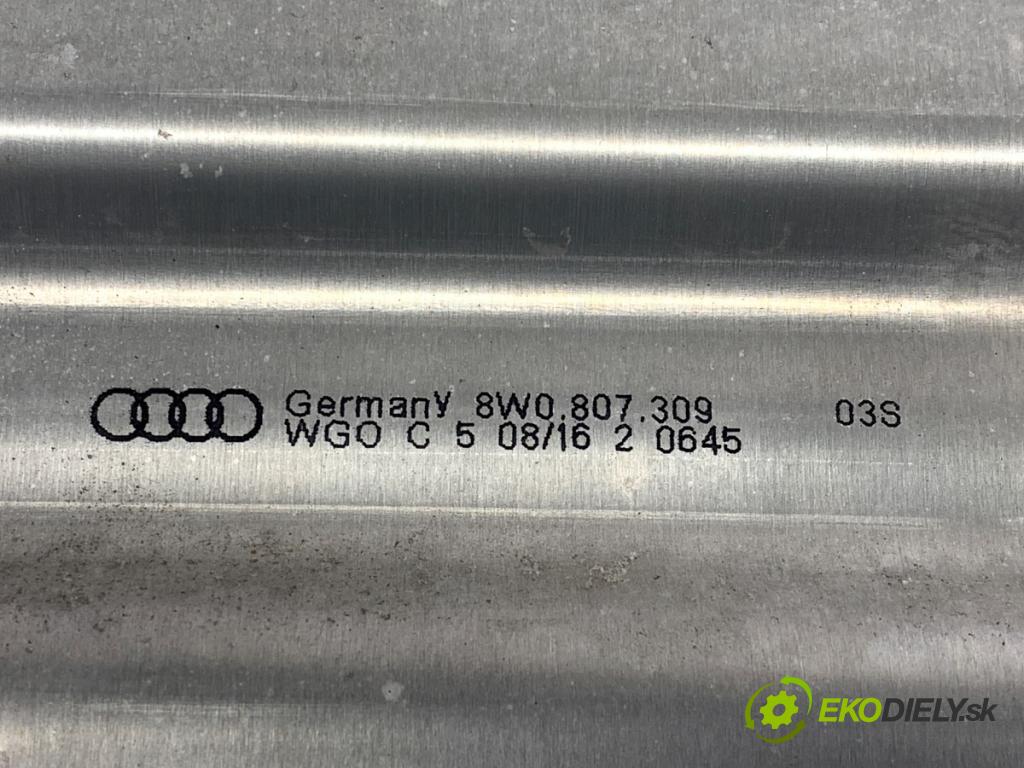 Germany 8W0.807.309 03S
WGO C 5 08/16 2 0645
EKODIELY.sk